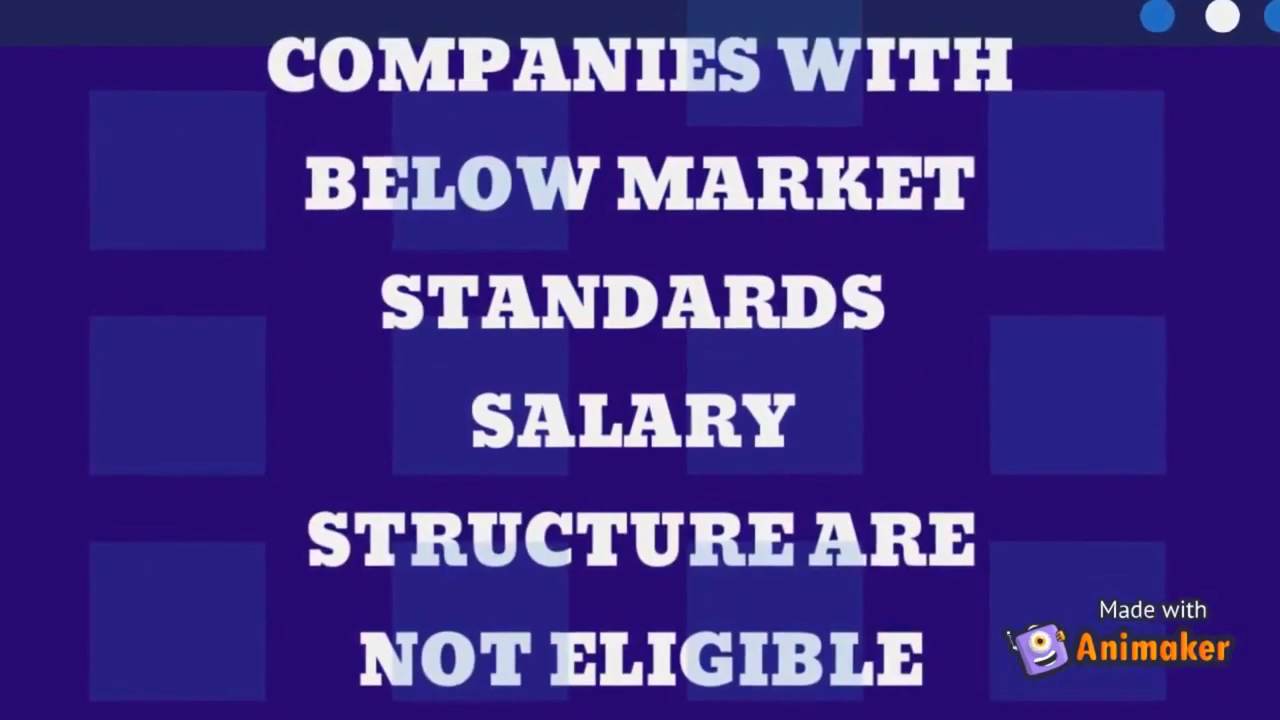 COMPANIES WITH
BELOW MARKET
STANDARDS
SALARY
STRUCTURE ARE
NOT ELIGIBLE
Made with
Animaker